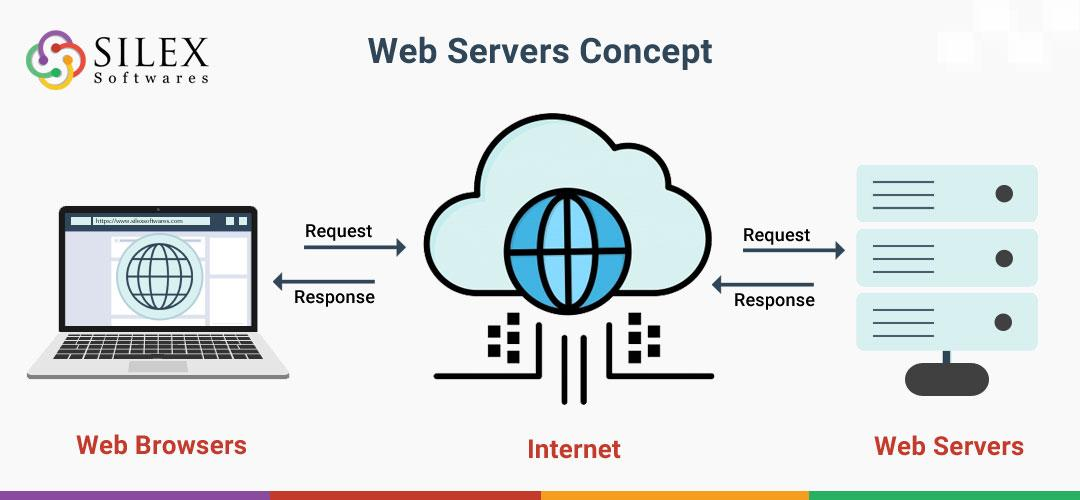 SILEX
Softwares
Web Servers Concept
https://www.silexsoftwares.com
Request
Response
Request
Response
Web Browsers
Internet
Web Servers